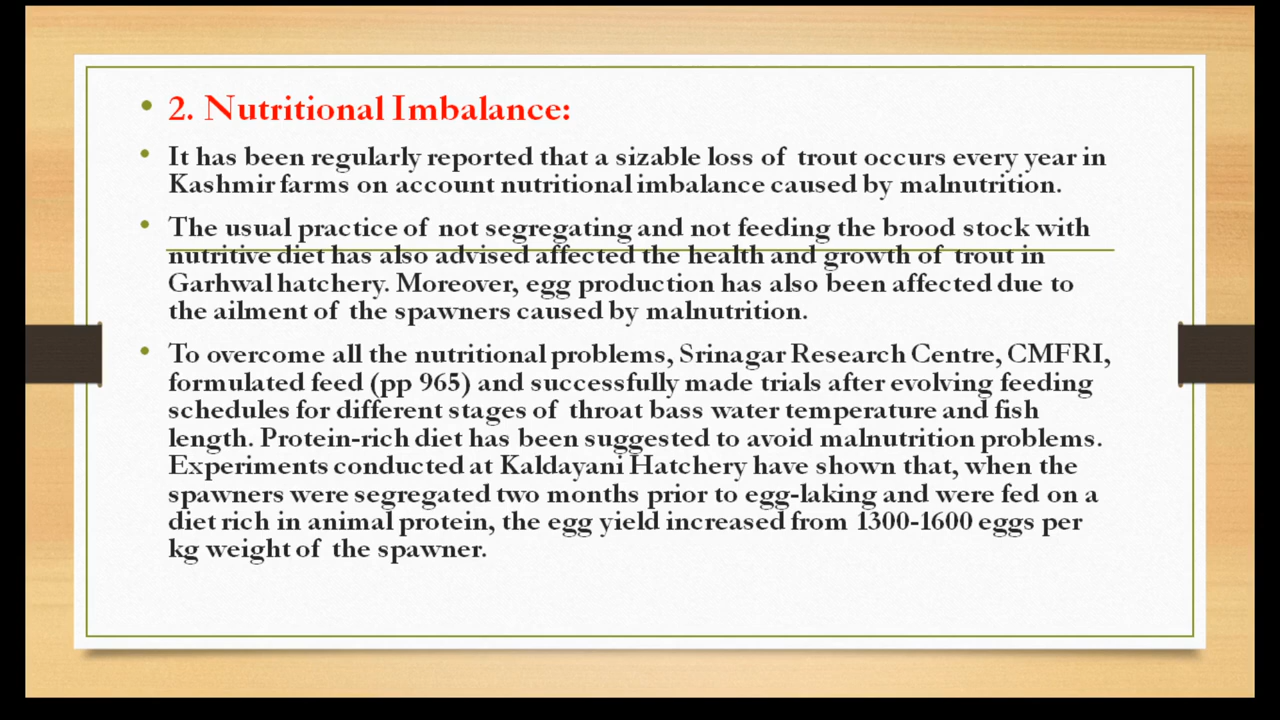 • 2. Nutritional Imbalance:
• It has been regularly reported that a sizable loss of trout occurs every year in
Kashmir farms on account nutritional imbalance caused by malnutrition.
• The usual practice of not segregating and not feeding the brood stock with
nutritive diet has also advised affected the health and growth of trout in
Garhwal hatchery. Moreover, egg production has also been affected due to
the ailment of the spawners caused by malnutrition.
• To overcome all the nutritional problems, Srinagar Research Centre, CMFRI,
formulated feed (pp 965) and successfully made trials after evolving feeding
schedules for different stages of throat bass water temperature and fish
length. Protein-rich diet has been suggested to avoid malnutrition problems.
Experiments conducted at Kaldayani Hatchery have shown that, when the
spawners were segregated two months prior to egg-laking and were fed on a
diet rich in animal protein, the egg yield increased from 1300-1600 eggs per
kg weight of the spawner.